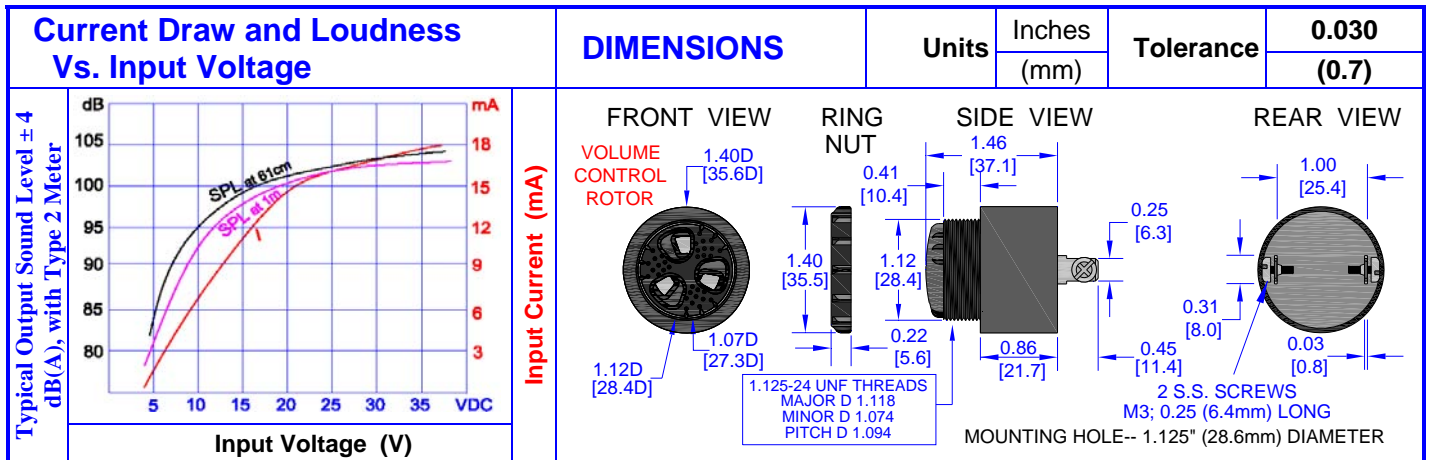 Current Draw and Loudness
Vs. Input Voltage
DIMENSIONS
Units
Inches
(mm)
Tolerance
0.030
(0.7)
Typical Output Sound Level ± 4
dB(A), with Type 2 Meter
dB
105
100
95
90
85
80
SPL at 61cm
SPL at 1m
I
mA
18
15
12
9
6
3
5 10 15 20 25 30 35 VDC
Input Voltage (V)
Input Current (mA)
FRONT VIEW
VOLUME
CONTROL
ROTOR
1.40D
[35.6D]
1.12D
[28.4D]
1.07D
[27.3D]
RING
NUT
1.40
[35.5]
0.22
[5.6]
SIDE VIEW
1.46
[37.1]
0.41
[10.4]
1.12
[28.4]
0.25
[6.3]
0.86
[21.7]
0.45
[11.4]
1.125-24 UNF THREADS
MAJOR D 1.118
MINOR D 1.074
PITCH D 1.094
REAR VIEW
1.00
[25.4]
0.31
[8.0]
0.03
[0.8]
2 S.S. SCREWS
M3; 0.25 (6.4mm) LONG
MOUNTING HOLE-- 1.125" (28.6mm) DIAMETER